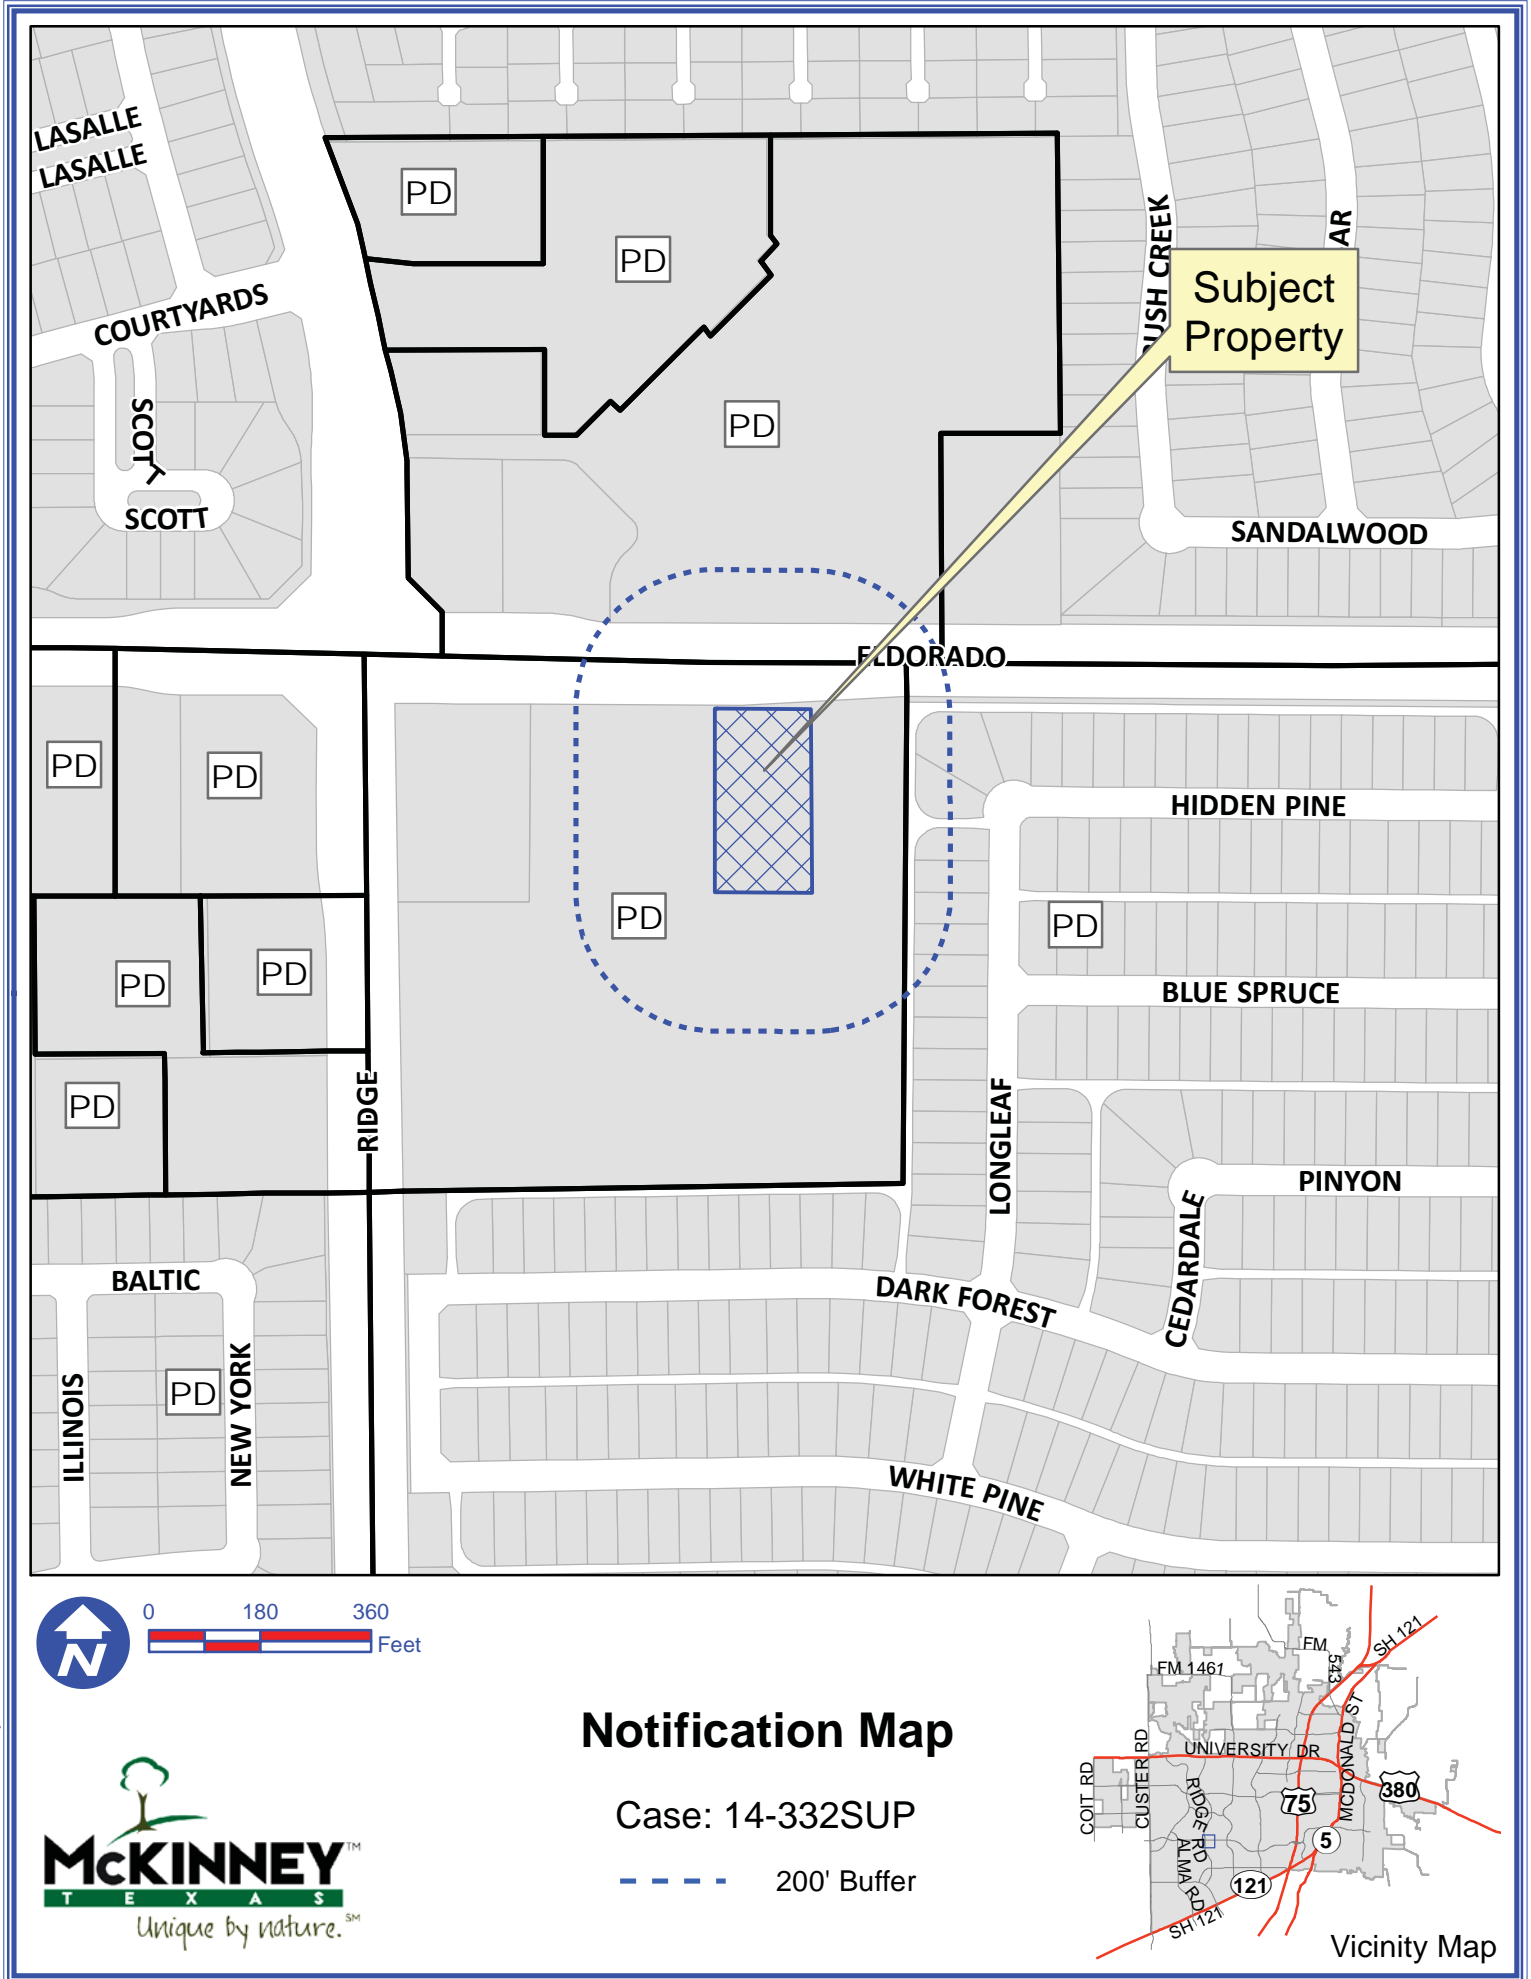 LASALLE
LASALLE
COURTYARDS
SCOTT
SCOTT
PD
PD
PD
USH CREEK
AR
Subject
Property
SANDALWOOD
ELDORADO
PD
PD
PD
PD
PD
PD
PD
HIDDEN PINE
BLUE SPRUCE
PINYON
RIDGE
LONGLEAF
CEDARDALE
DARK FOREST
WHITE PINE
BALTIC
ILLINOIS
NEW YORK
PD
N
0 180 360
Feet
Notification Map
Case: 14-332SUP
200' Buffer
McKINNEY™
TEXAS
Unique by nature.℠
FM 1461
FM 543
SH 121
UNIVERSITY DR
MCDONALD ST
COIT RD
CUSTER RD
RIDGE RD
ALMA RD
75
380
5
121
SH 121
Vicinity Map